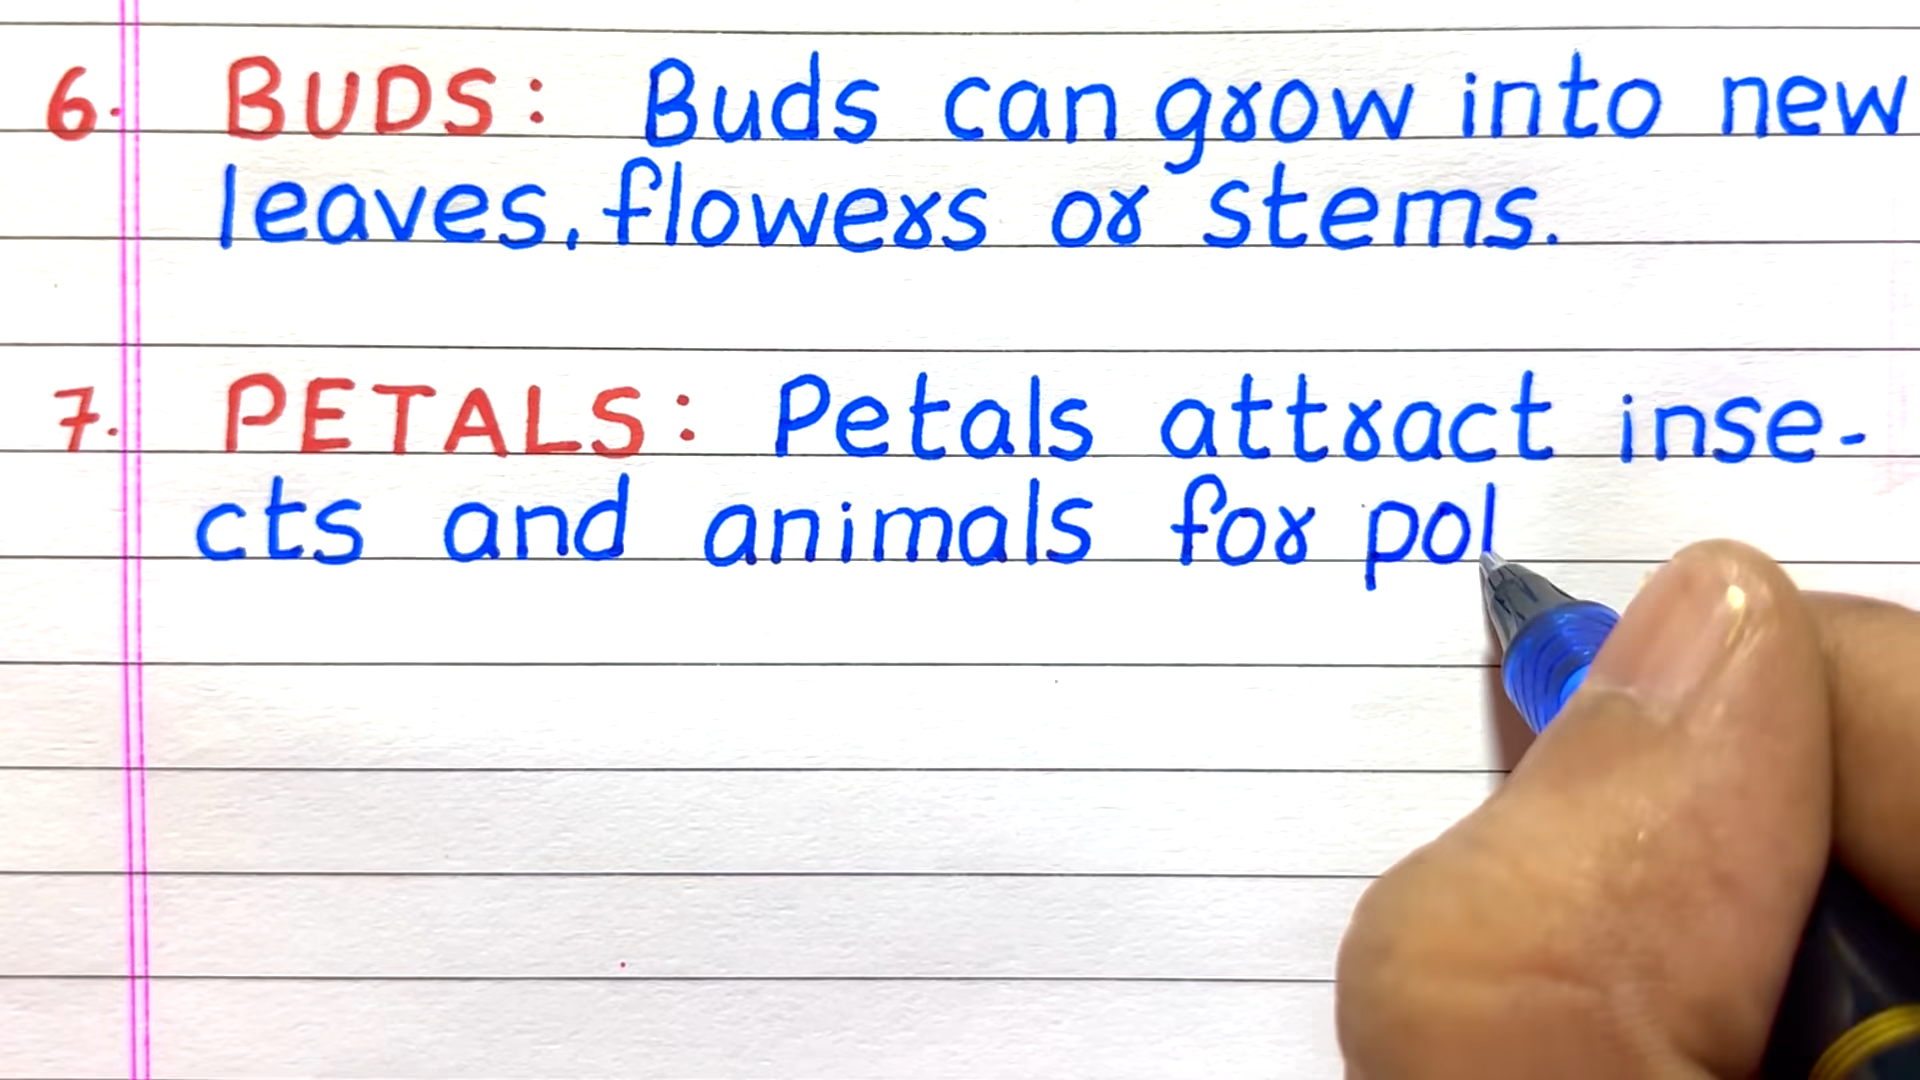 6. BUDS: Buds can grow into new
leaves, flowers or stems.
7. PETALS: Petals attract inse-
cts and animals for pol